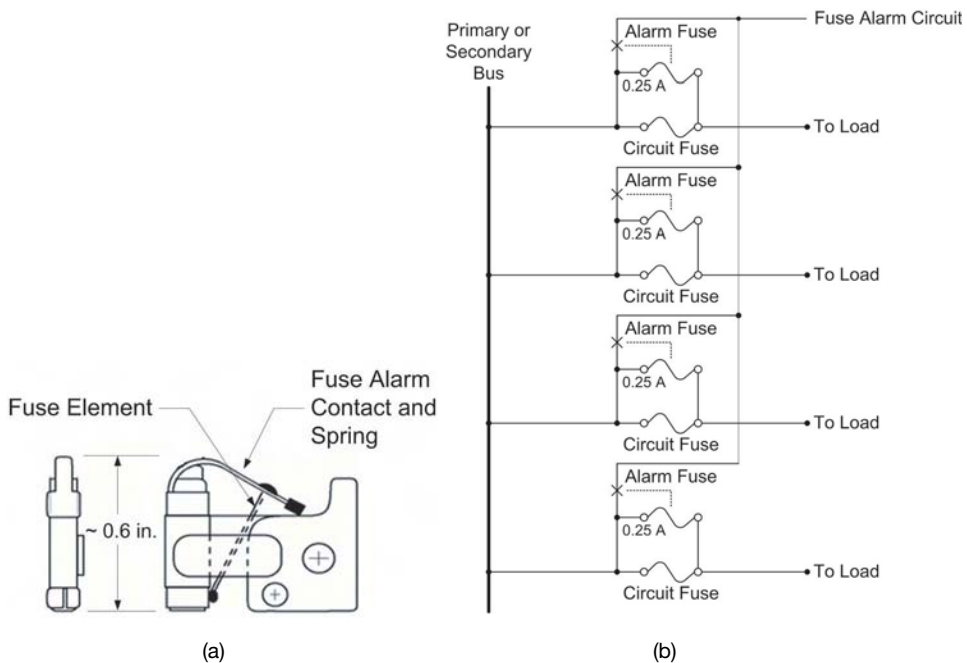 Fuse Element
Fuse Alarm
Contact and
Spring
~ 0.6 in.
(a)
Primary or
Secondary
Bus
Fuse Alarm Circuit
Alarm Fuse
0.25 A
To Load
Circuit Fuse
Alarm Fuse
0.25 A
To Load
Circuit Fuse
Alarm Fuse
0.25 A
To Load
Circuit Fuse
Alarm Fuse
0.25 A
To Load
Circuit Fuse
(b)